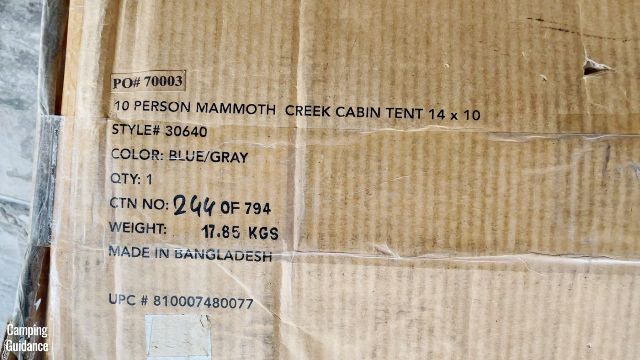 PO# 70003
10 PERSON MAMMOTH CREEK CABIN TENT 14 x 10
STYLE# 30640
COLOR: BLUE/GRAY
QTY: 1
CTN NO: 244 OF 794
WEIGHT: 17.85 KGS
MADE IN BANGLADESH
UPC # 810007480077
Camping
Guidance